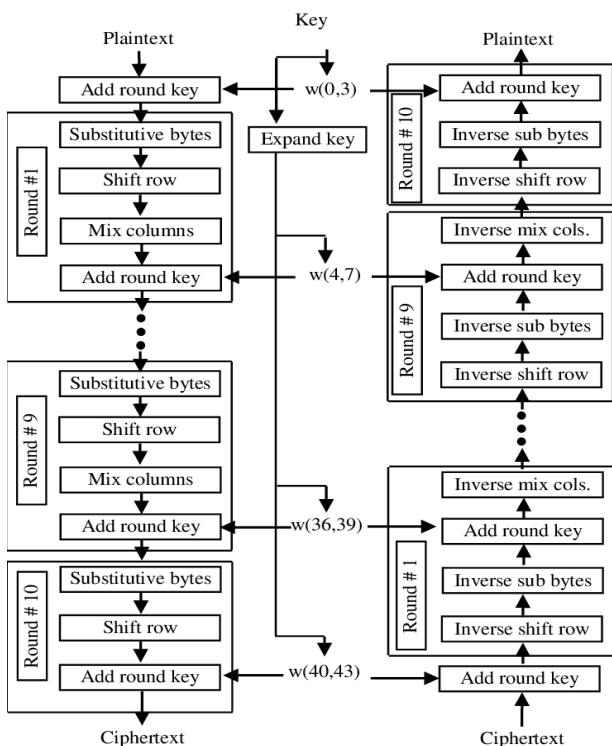 Key
Plaintext
Add round key
Round #1
Substitutive bytes
Shift row
Mix columns
Add round key
Round # 9
Substitutive bytes
Shift row
Mix columns
Add round key
Round # 10
Substitutive bytes
Shift row
Add round key
Ciphertext
w(0,3)
Expand key
w(4,7)
w(36,39)
w(40,43)
Plaintext
Add round key
Round # 10
Inverse sub bytes
Inverse shift row
Inverse mix cols.
Add round key
Round # 9
Inverse sub bytes
Inverse shift row
Inverse mix cols.
Add round key
Round # 1
Inverse sub bytes
Inverse shift row
Add round key
Ciphertext